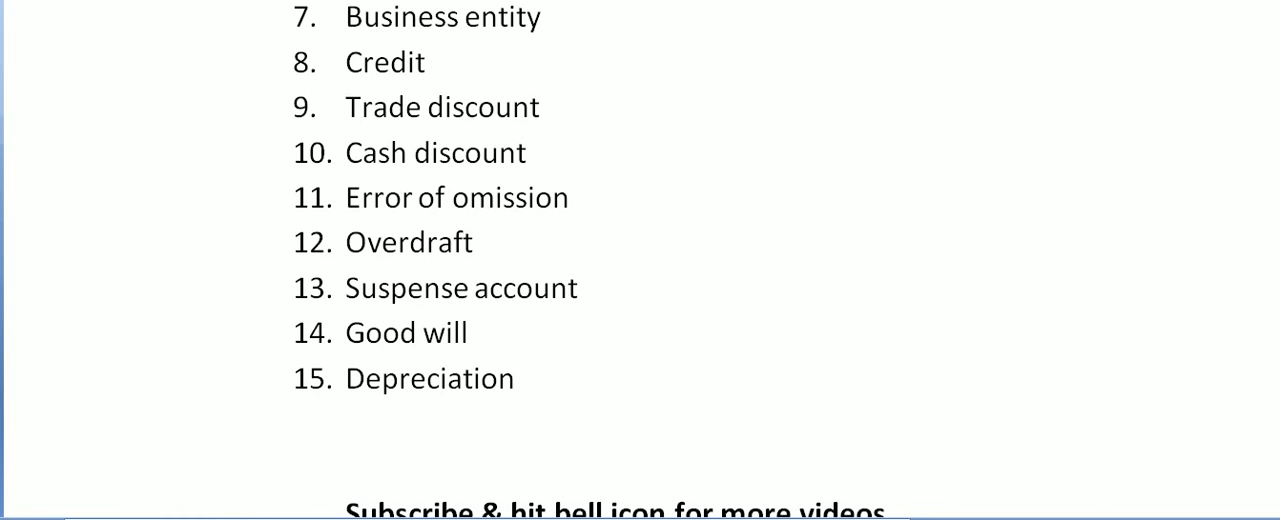 7. Business entity
8. Credit
9. Trade discount
10. Cash discount
11. Error of omission
12. Overdraft
13. Suspense account
14. Good will
15. Depreciation
Subscribe & hit bell icon for more videos